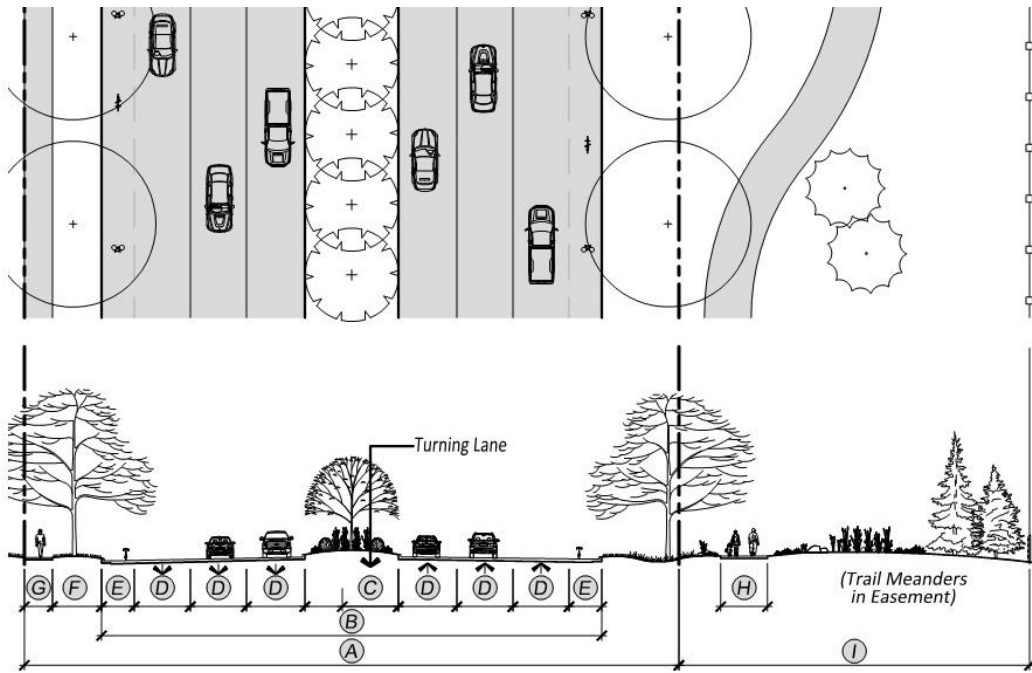 Turning Lane
G F E D D D C D D D E H
(Trail Meanders
in Easement)
B
A I